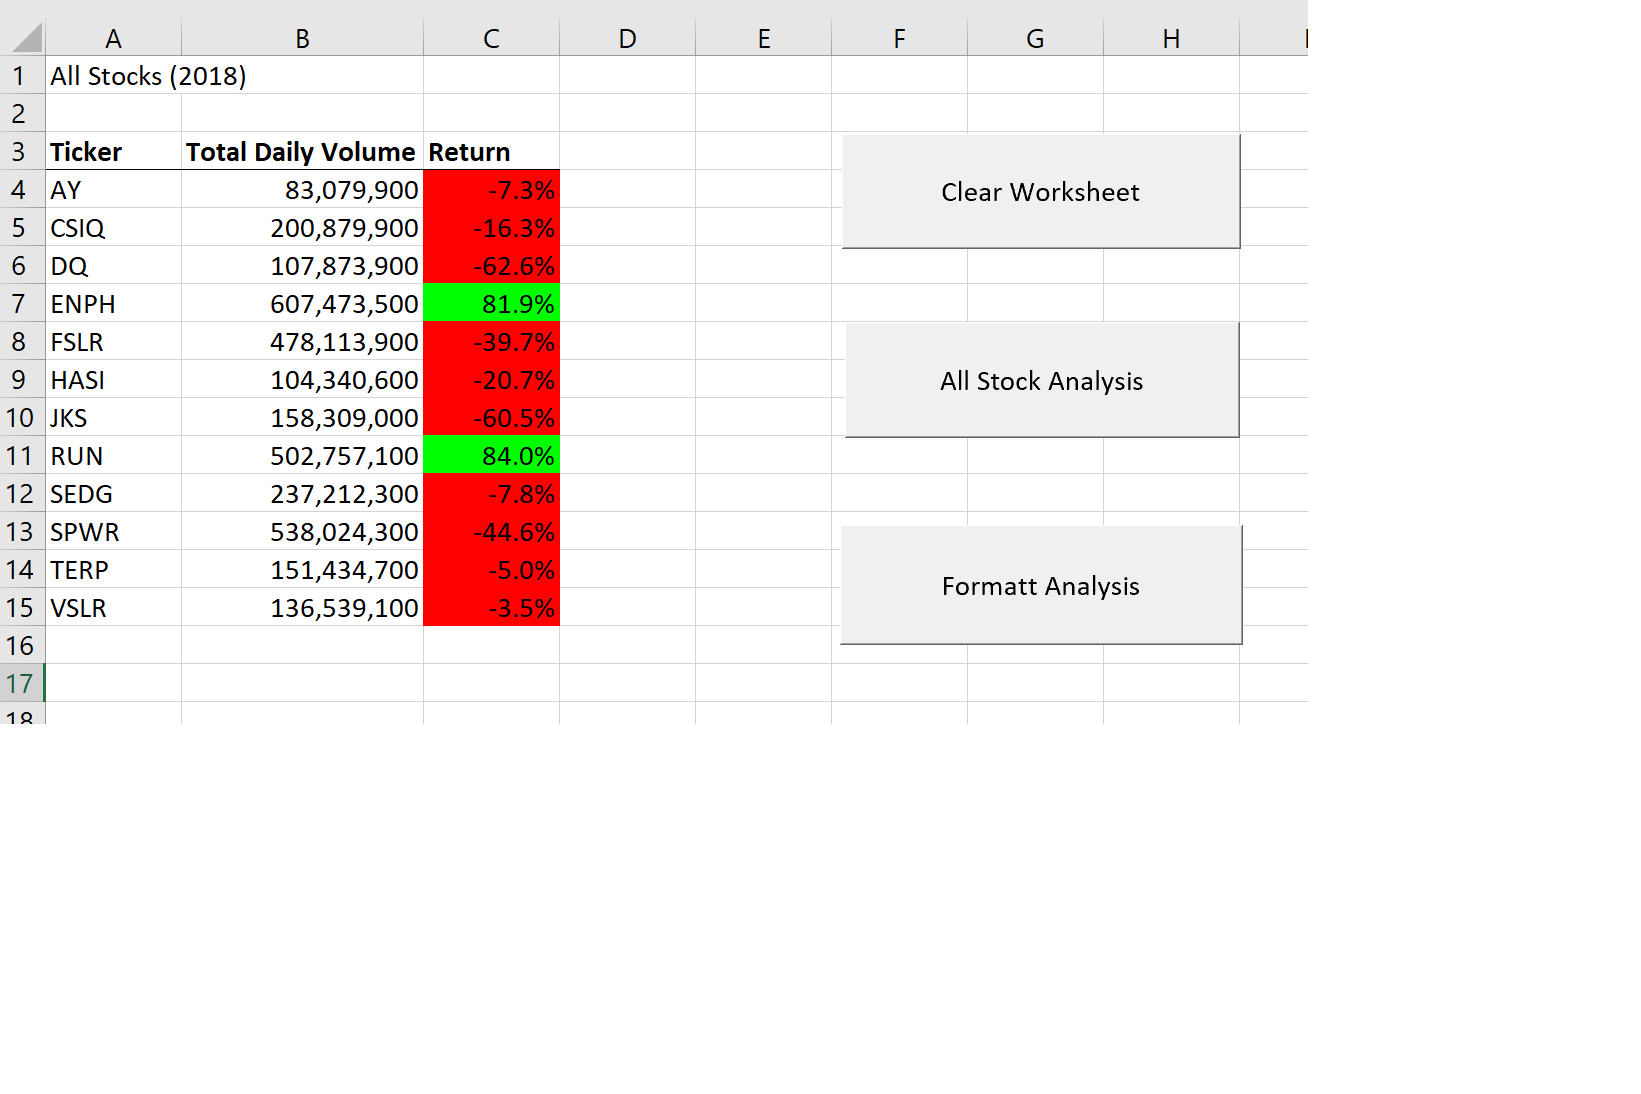 A B C D E F G H
1 All Stocks (2018)
2
3 Ticker Total Daily Volume Return
4 AY 83,079,900 -7.3%
5 CSIQ 200,879,900 -16.3%
6 DQ 107,873,900 -62.6%
7 ENPH 607,473,500 81.9%
8 FSLR 478,113,900 -39.7%
9 HASI 104,340,600 -20.7%
10 JKS 158,309,000 -60.5%
11 RUN 502,757,100 84.0%
12 SEDG 237,212,300 -7.8%
13 SPWR 538,024,300 -44.6%
14 TERP 151,434,700 -5.0%
15 VSLR 136,539,100 -3.5%
16
17
18
Clear Worksheet
All Stock Analysis
Formatt Analysis